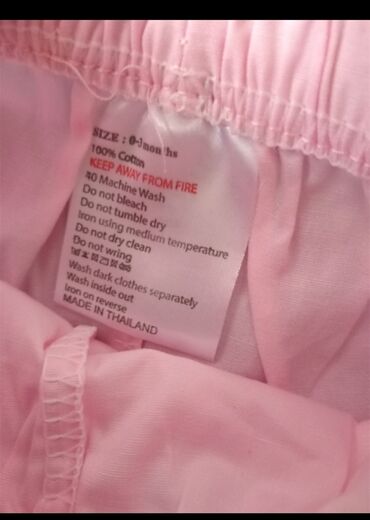 SIZE : 0-3months
100% Cotton
KEEP AWAY FROM FIRE
40 Machine Wash
Do not bleach
Do not tumble dry
Iron using medium temperature
Do not dry clean
Do not wring
Wash dark clothes separately
Wash inside out
Iron on reverse
MADE IN THAILAND